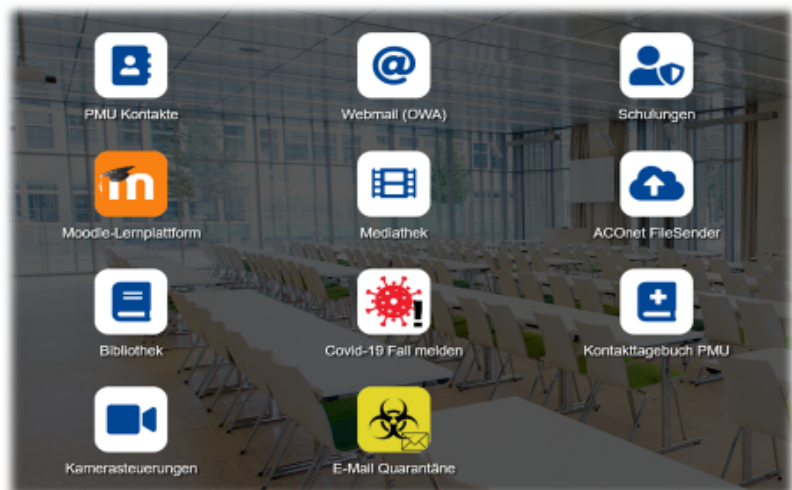 PMU Kontakte
Webmail (OWA)
Schulungen
m
Moodle-Lernplattform
Mediathek
ACOnet FileSender
Bibliothek
Covid-19 Fall melden
Kontakttagebuch PMU
Kamerasteuerungen
E-Mail Quarantäne